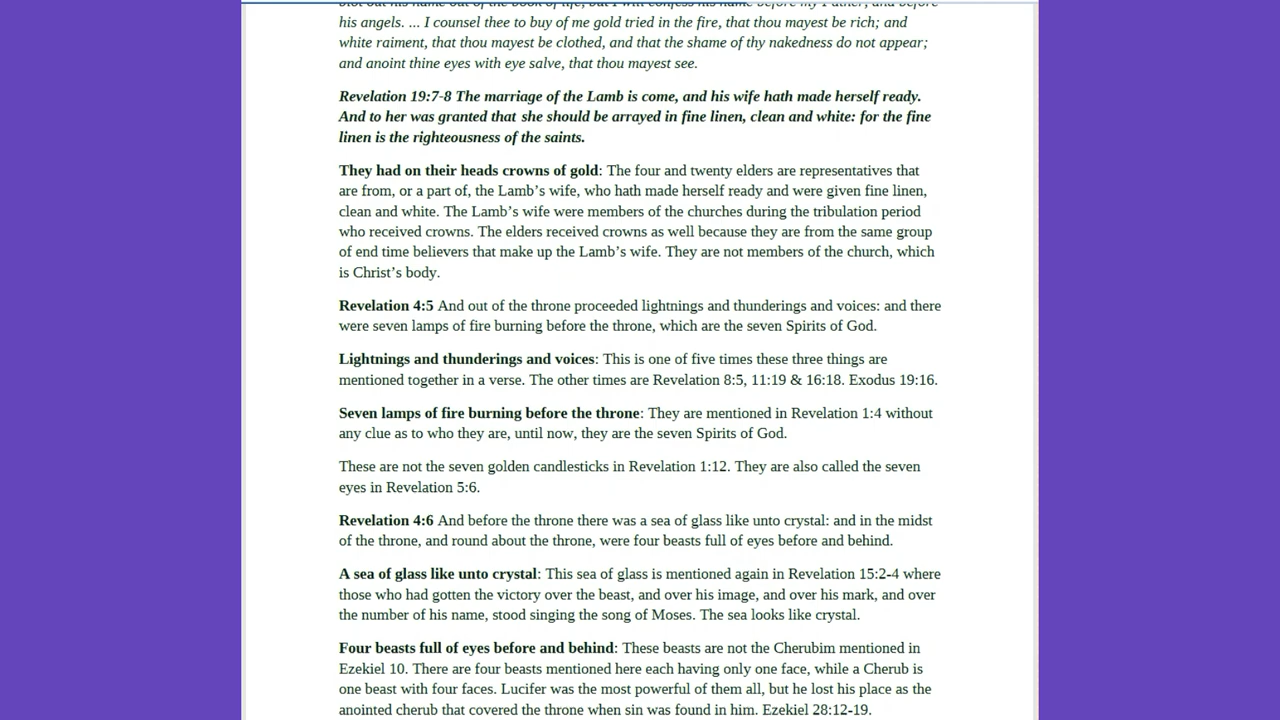 blot out his name out of the book of life, but I will confess his name before my Father, and before
his angels. ... I counsel thee to buy of me gold tried in the fire, that thou mayest be rich; and
white raiment, that thou mayest be clothed, and that the shame of thy nakedness do not appear;
and anoint thine eyes with eye salve, that thou mayest see.
Revelation 19:7-8 The marriage of the Lamb is come, and his wife hath made herself ready.
And to her was granted that she should be arrayed in fine linen, clean and white: for the fine
linen is the righteousness of the saints.
They had on their heads crowns of gold: The four and twenty elders are representatives that
are from, or a part of, the Lamb’s wife, who hath made herself ready and were given fine linen,
clean and white. The Lamb’s wife were members of the churches during the tribulation period
who received crowns. The elders received crowns as well because they are from the same group
of end time believers that make up the Lamb’s wife. They are not members of the church, which
is Christ’s body.
Revelation 4:5 And out of the throne proceeded lightnings and thunderings and voices: and there
were seven lamps of fire burning before the throne, which are the seven Spirits of God.
Lightnings and thunderings and voices: This is one of five times these three things are
mentioned together in a verse. The other times are Revelation 8:5, 11:19 & 16:18. Exodus 19:16.
Seven lamps of fire burning before the throne: They are mentioned in Revelation 1:4 without
any clue as to who they are, until now, they are the seven Spirits of God.
These are not the seven golden candlesticks in Revelation 1:12. They are also called the seven
eyes in Revelation 5:6.
Revelation 4:6 And before the throne there was a sea of glass like unto crystal: and in the midst
of the throne, and round about the throne, were four beasts full of eyes before and behind.
A sea of glass like unto crystal: This sea of glass is mentioned again in Revelation 15:2-4 where
those who had gotten the victory over the beast, and over his image, and over his mark, and over
the number of his name, stood singing the song of Moses. The sea looks like crystal.
Four beasts full of eyes before and behind: These beasts are not the Cherubim mentioned in
Ezekiel 10. There are four beasts mentioned here each having only one face, while a Cherub is
one beast with four faces. Lucifer was the most powerful of them all, but he lost his place as the
anointed cherub that covered the throne when sin was found in him. Ezekiel 28:12-19.